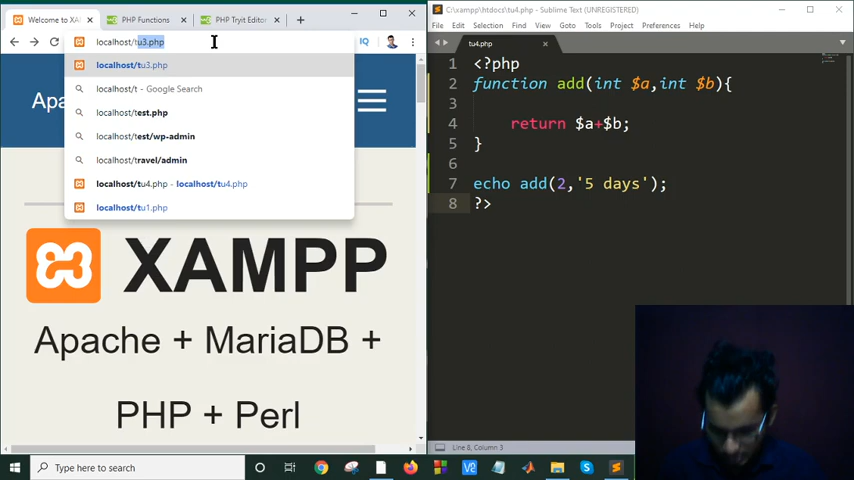 Welcome to XA
PHP Functions
PHP Tryit Editor
localhost/tu3.php
IQ
localhost/tu3.php
localhost/t - Google Search
localhost/test.php
localhost/test/wp-admin
localhost/travel/admin
localhost/tu4.php - localhost/tu4.php
localhost/tu1.php
Apa
XAMPP
Apache + MariaDB +
PHP + Perl
Type here to search
C:\xampp\htdocs\tu4.php - Sublime Text (UNREGISTERED)
File Edit Selection Find View Goto Tools Project Preferences Help
tu4.php
1 <?php
2 function add(int $a,int $b){
3
4 return $a+$b;
5 }
6
7 echo add(2,'5 days');
8 ?>
Line 8, Column 3